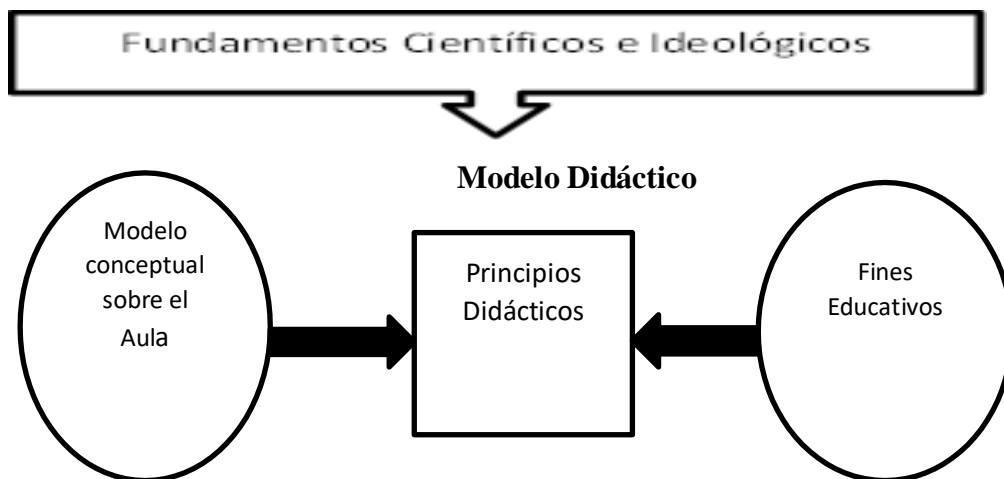 Fundamentos Científicos e Ideológicos
Modelo Didáctico
Modelo
conceptual
sobre el
Aula
Principios
Didácticos
Fines
Educativos